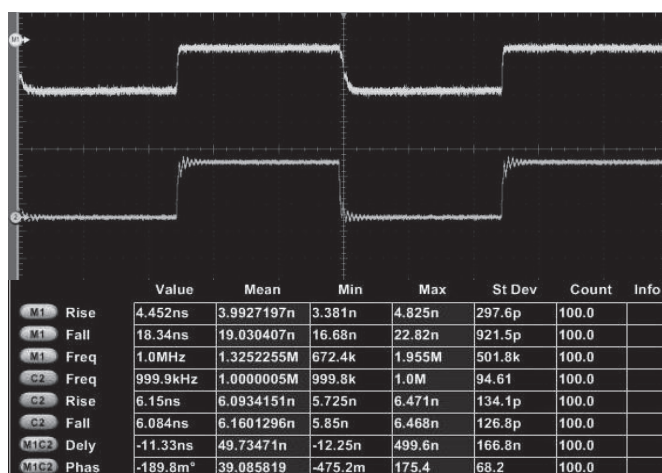 M1
2
Value Mean Min Max St Dev Count Info
M1 Rise 4.452ns 3.9927197n 3.381n 4.825n 297.6p 100.0
M1 Fall 18.34ns 19.030407n 16.68n 22.82n 921.5p 100.0
M1 Freq 1.0MHz 1.3252255M 672.4k 1.955M 501.8k 100.0
C2 Freq 999.9kHz 1.0000005M 999.8k 1.0M 94.61 100.0
C2 Rise 6.15ns 6.0934151n 5.725n 6.471n 134.1p 100.0
C2 Fall 6.084ns 6.1601296n 5.85n 6.468n 126.8p 100.0
M1C2 Dely -11.33ns 49.73471n -12.25n 499.6n 166.8n 100.0
M1C2 Phas -189.8m° 39.085819 -475.2m 175.4 68.2 100.0